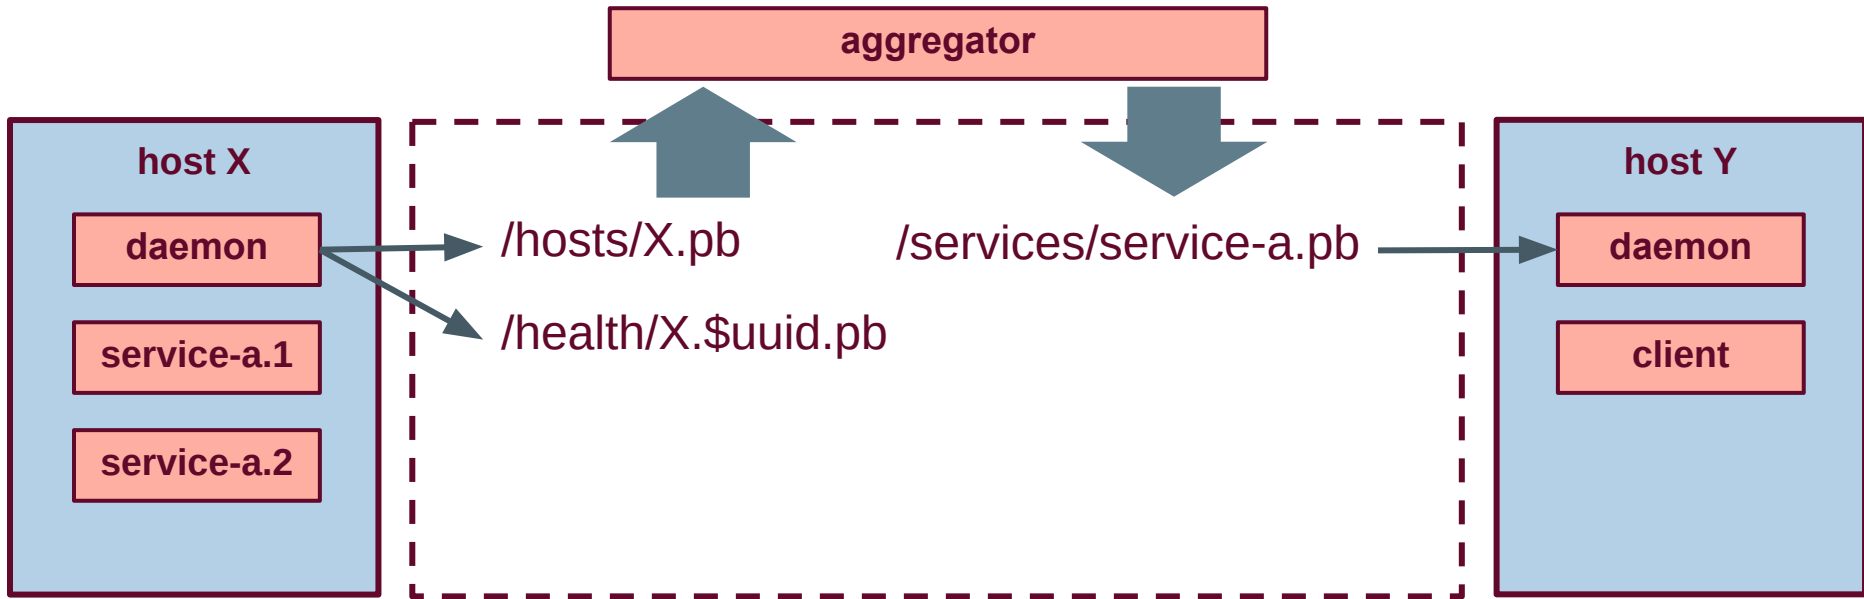 aggregator
host X
daemon
service-a.1
service-a.2
/hosts/X.pb
/health/X.$uuid.pb
/services/service-a.pb
host Y
daemon
client